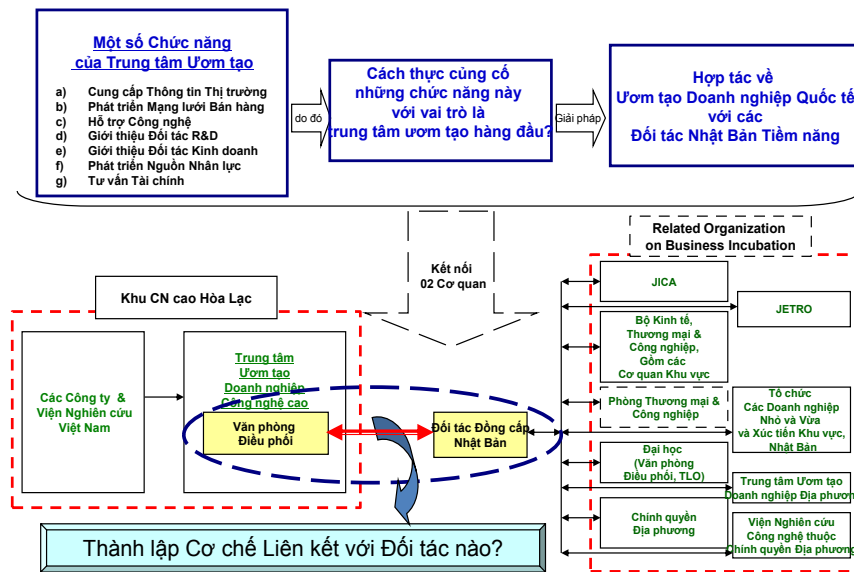 Một số Chức năng
của Trung tâm Ươm tạo
a) Cung cấp Thông tin Thị trường
b) Phát triển Mạng lưới Bán hàng
c) Hỗ trợ Công nghệ
d) Giới thiệu Đối tác R&D
e) Giới thiệu Đối tác Kinh doanh
f) Phát triển Nguồn Nhân lực
g) Tư vấn Tài chính
do đó
Cách thực củng cố
những chức năng này
với vai trò là
trung tâm ươm tạo hàng đầu?
Giải pháp
Hợp tác về
Ươm tạo Doanh nghiệp Quốc tế
với các
Đối tác Nhật Bản Tiềm năng
Kết nối
02 Cơ quan
Khu CN cao Hòa Lạc
Các Công ty &
Viện Nghiên cứu
Việt Nam
Trung tâm
Ươm tạo
Doanh nghiệp
Công nghệ cao
Văn phòng
Điều phối
Đối tác Đồng cấp
Nhật Bản
Related Organization
on Business Incubation
JICA
JETRO
Bộ Kinh tế,
Thương mại &
Công nghiệp,
Gồm các
Cơ quan Khu vực
Phòng Thương mại &
Công nghiệp
Tổ chức
Các Doanh nghiệp
Nhỏ và Vừa
và Xúc tiến Khu vực,
Nhật Bản
Đại học
(Văn phòng
Điều phối, TLO)
Trung tâm Ươm tạo
Doanh nghiệp Địa phương
Chính quyền
Địa phương
Viện Nghiên cứu
Công nghệ thuộc
Chính quyền Địa phương
Thành lập Cơ chế Liên kết với Đối tác nào?